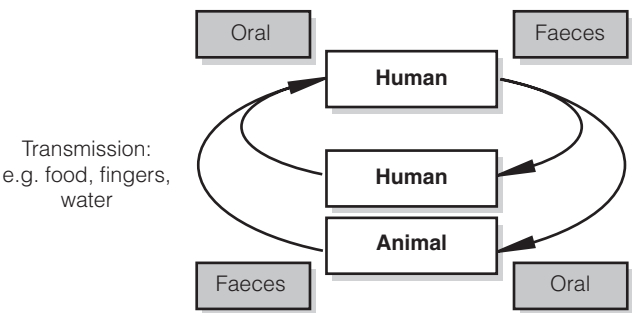 Oral
Faeces
Human
Transmission:
e.g. food, fingers,
water
Human
Animal
Faeces
Oral